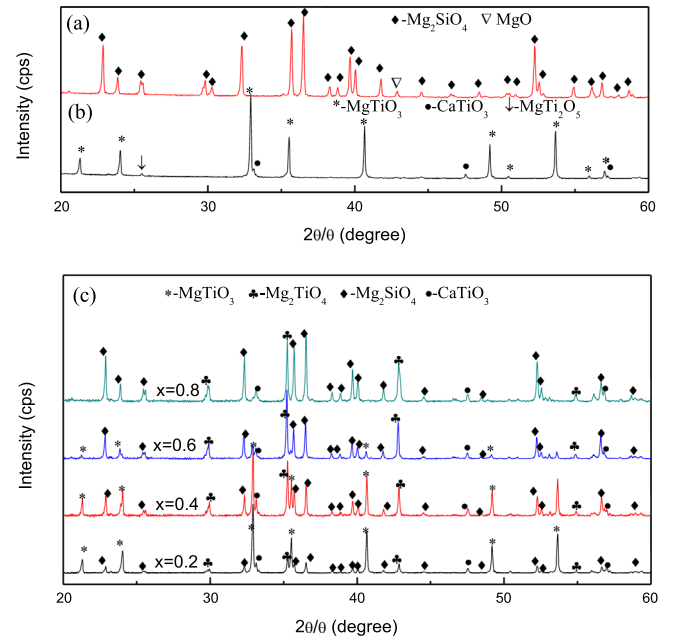 (a)
♦-Mg₂SiO₄ ∇ MgO
Intensity (cps)
(b)
*-MgTiO₃ •-CaTiO₃ ↓-MgTi₂O₅
20 30 40 50 60
2θ/θ (degree)
(c)
*-MgTiO₃ ♣-Mg₂TiO₄ ♦-Mg₂SiO₄ •-CaTiO₃
Intensity (cps)
x=0.8
x=0.6
x=0.4
x=0.2
20 30 40 50 60
2θ/θ (degree)